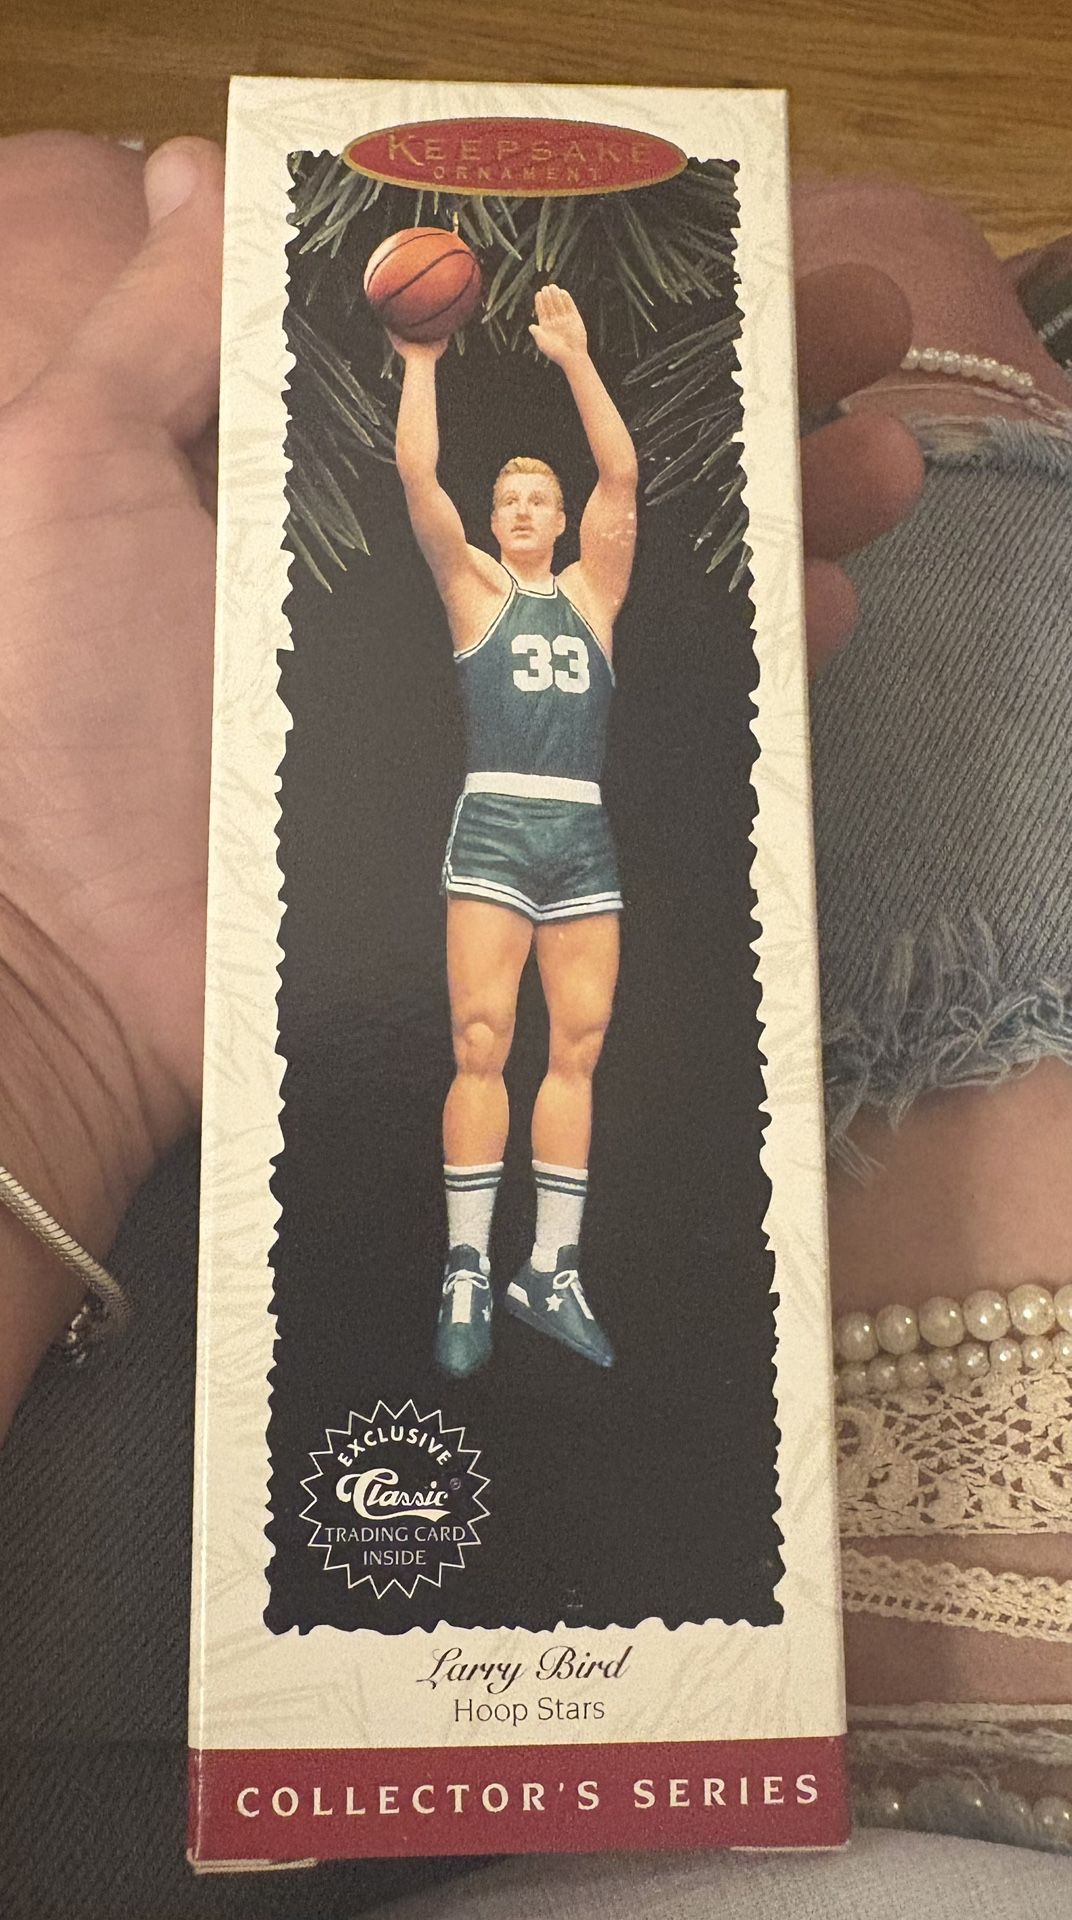 KEEPSAKE
ORNAMENT
33
EXCLUSIVE
Classic®
TRADING CARD
INSIDE
Larry Bird
Hoop Stars
COLLECTOR'S SERIES